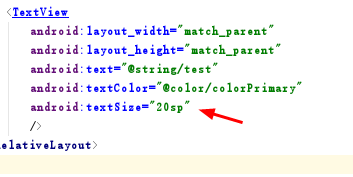 <TextView
android:layout_width="match_parent"
android:layout_height="match_parent"
android:text="@string/test"
android:textColor="@color/colorPrimary"
android:textSize="20sp"
/>
elativeLayout>